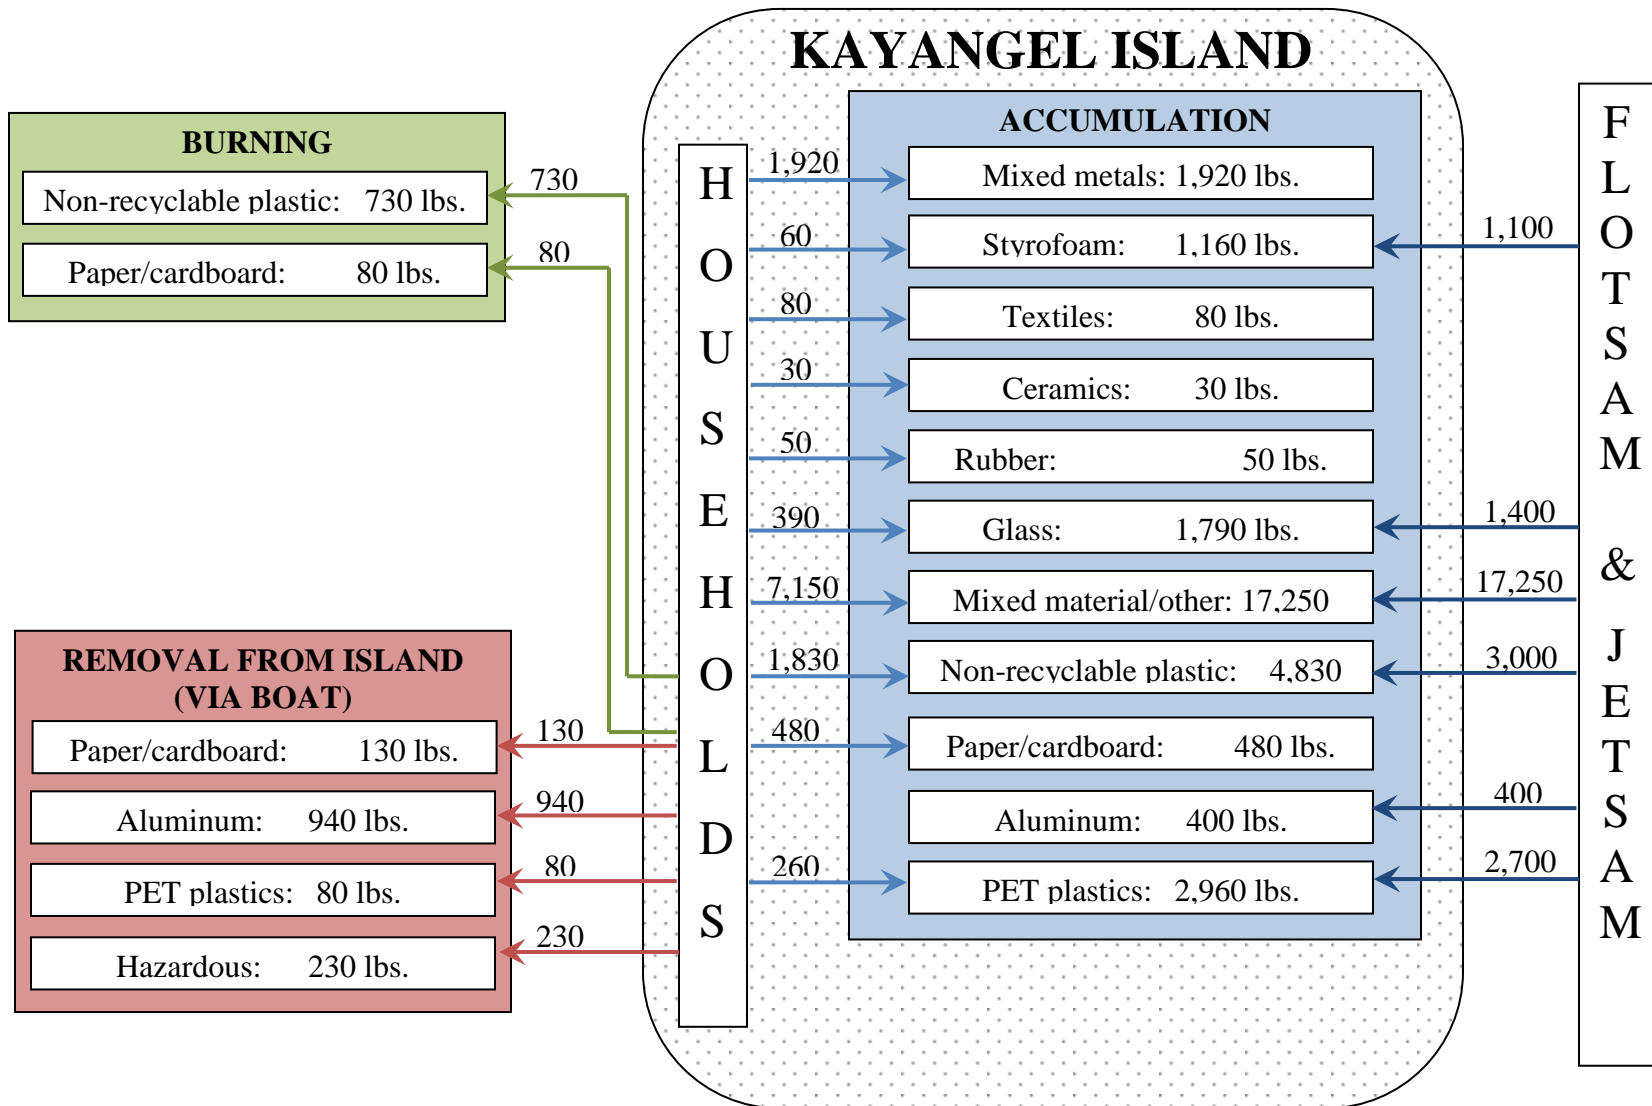 KAYANGEL ISLAND
BURNING
Non-recyclable plastic: 730 lbs.
Paper/cardboard: 80 lbs.
730
80
REMOVAL FROM ISLAND
(VIA BOAT)
Paper/cardboard: 130 lbs.
Aluminum: 940 lbs.
PET plastics: 80 lbs.
Hazardous: 230 lbs.
130
940
80
230
HOUSEHOLDS
1,920
60
80
30
50
390
7,150
1,830
480
260
ACCUMULATION
Mixed metals: 1,920 lbs.
Styrofoam: 1,160 lbs.
Textiles: 80 lbs.
Ceramics: 30 lbs.
Rubber: 50 lbs.
Glass: 1,790 lbs.
Mixed material/other: 17,250
Non-recyclable plastic: 4,830
Paper/cardboard: 480 lbs.
Aluminum: 400 lbs.
PET plastics: 2,960 lbs.
1,100
1,400
17,250
3,000
400
2,700
FLOTSAM & JETSAM